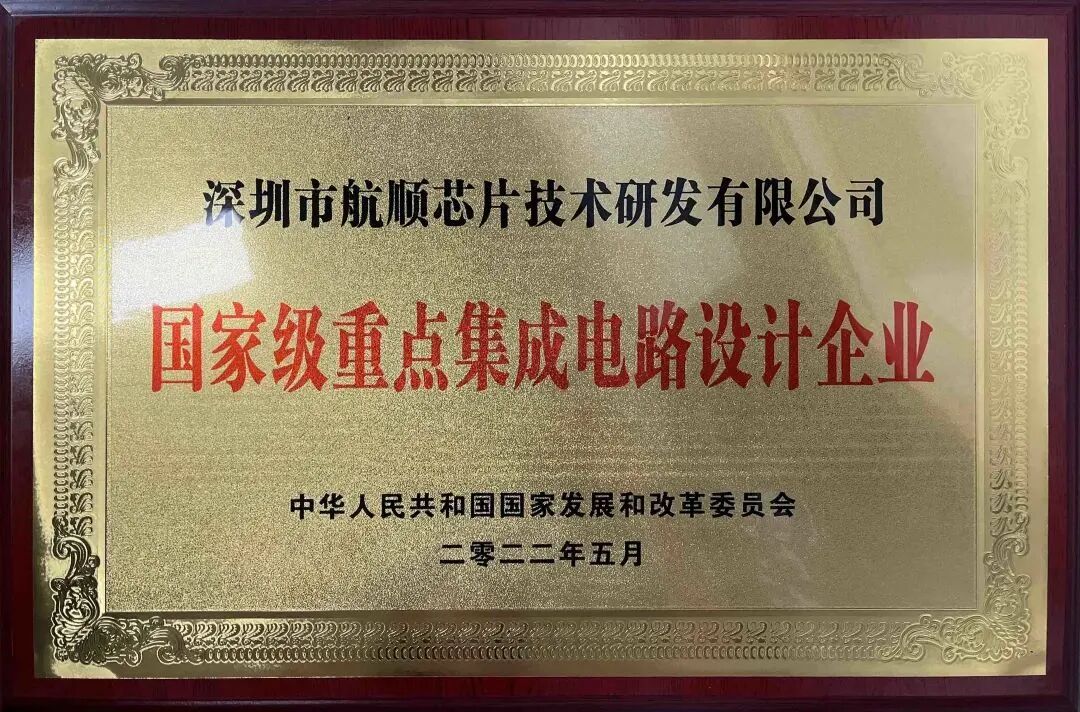 深圳市航顺芯片技术研发有限公司
国家级重点集成电路设计企业
中华人民共和国国家发展和改革委员会
二零二二年五月